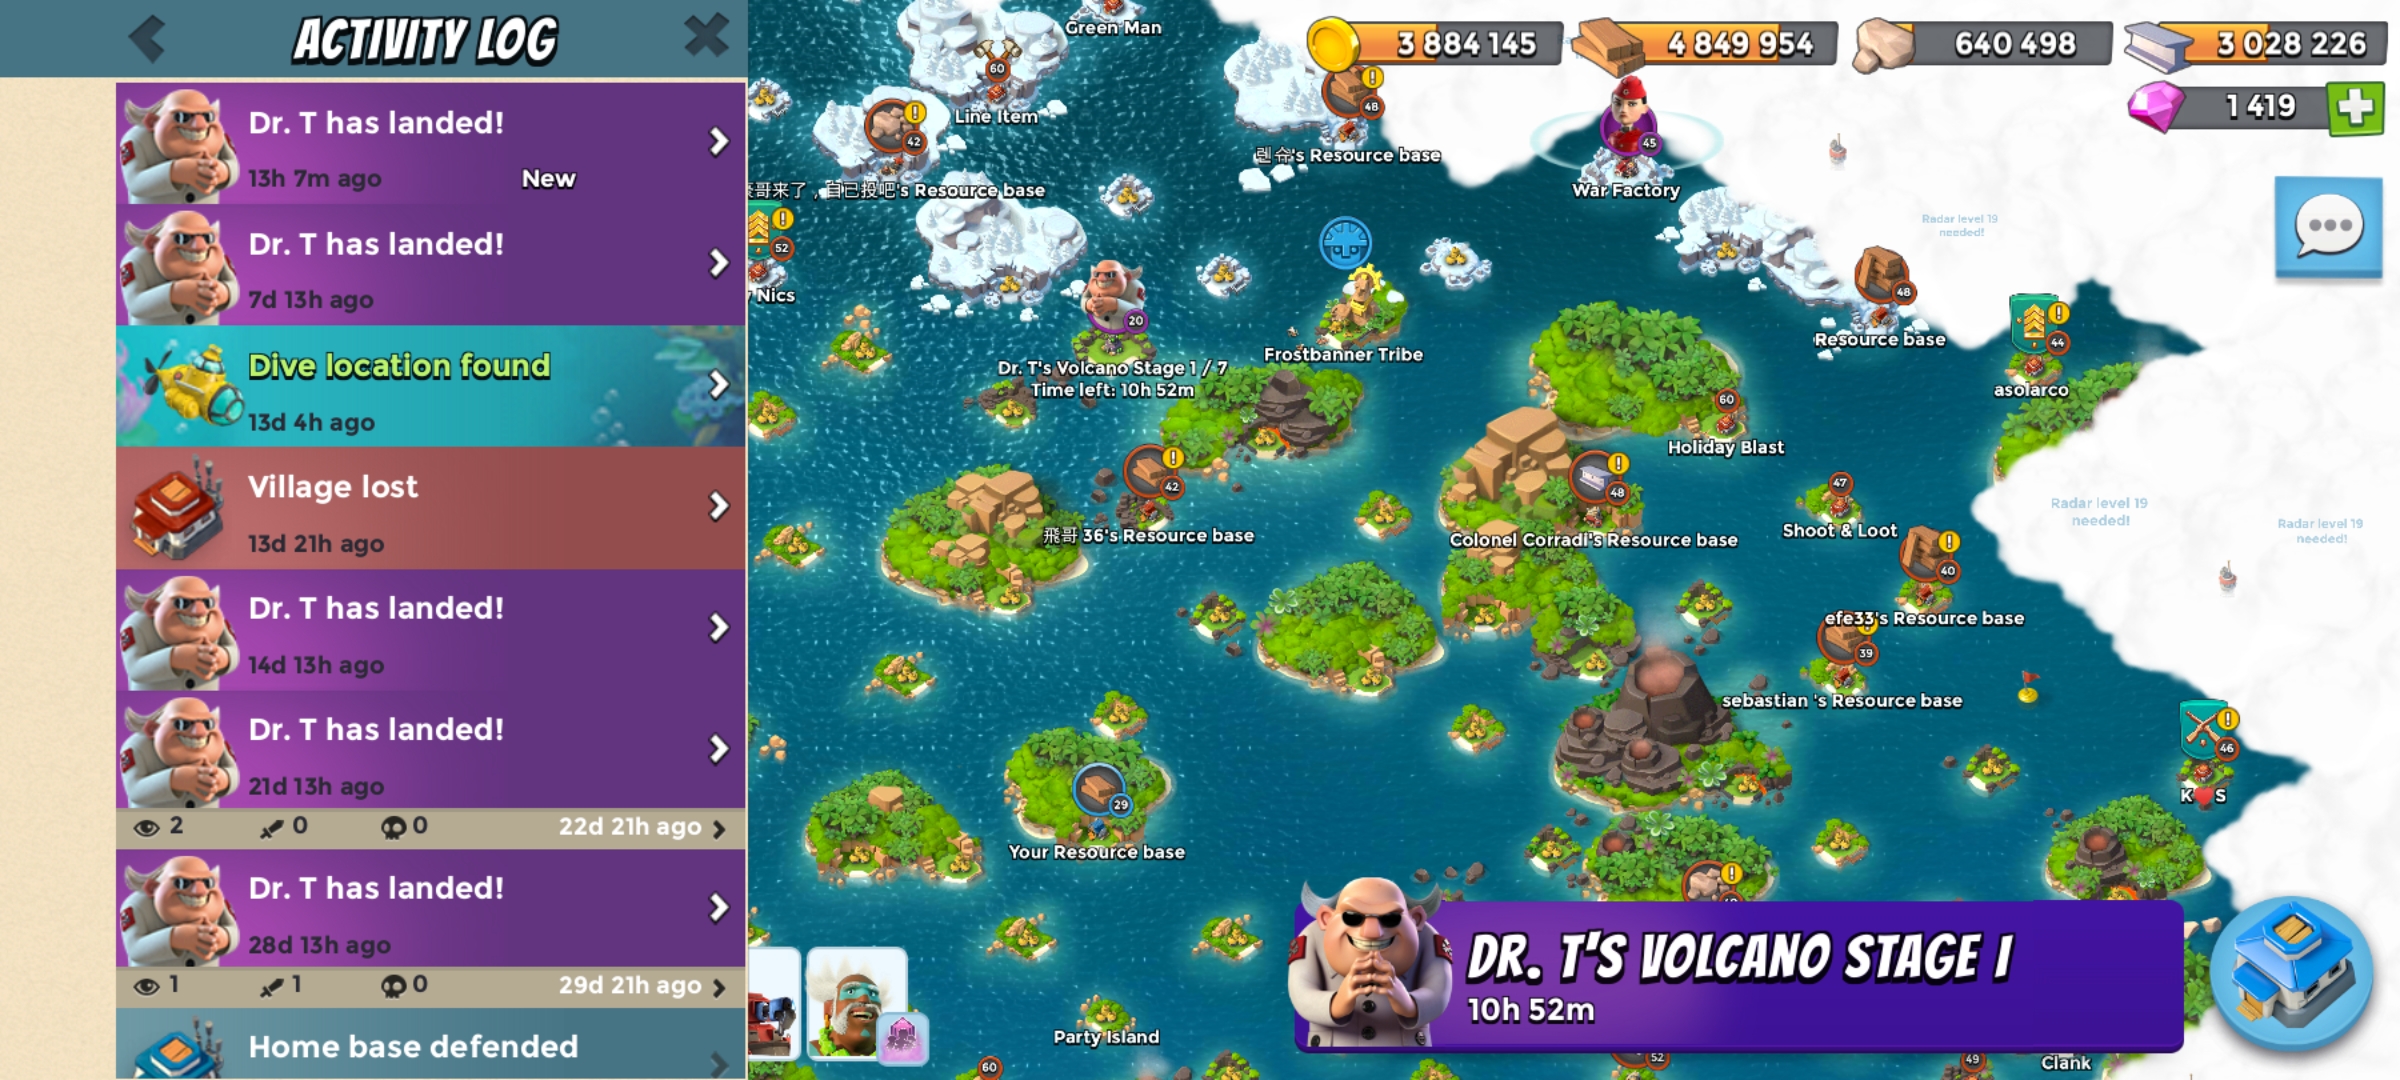 ACTIVITY LOG
Dr. T has landed!
13h 7m ago
New
Dr. T has landed!
7d 13h ago
Dive location found
13d 4h ago
Village lost
13d 21h ago
Dr. T has landed!
14d 13h ago
Dr. T has landed!
21d 13h ago
2 0 0 22d 21h ago
Dr. T has landed!
28d 13h ago
1 1 0 29d 21h ago
Home base defended
3 884 145
4 849 954
640 498
3 028 226
1 419
Green Man
60
Line Item
42
哥来了，自已投吧's Resource base
48
렌슈's Resource base
45
War Factory
Radar level 19
needed!
52
Nics
20
Dr. T's Volcano Stage 1 / 7
Time left: 10h 52m
Frostbanner Tribe
48
Resource base
44
asolarco
60
Holiday Blast
42
飛哥 36's Resource base
48
Colonel Corradi's Resource base
47
Shoot & Loot
Radar level 19
needed!
Radar level 19
needed!
40
efe33's Resource base
39
sebastian 's Resource base
46
K❤S
29
Your Resource base
DR. T'S VOLCANO STAGE 1
10h 52m
Party Island
60
52
49
Clank